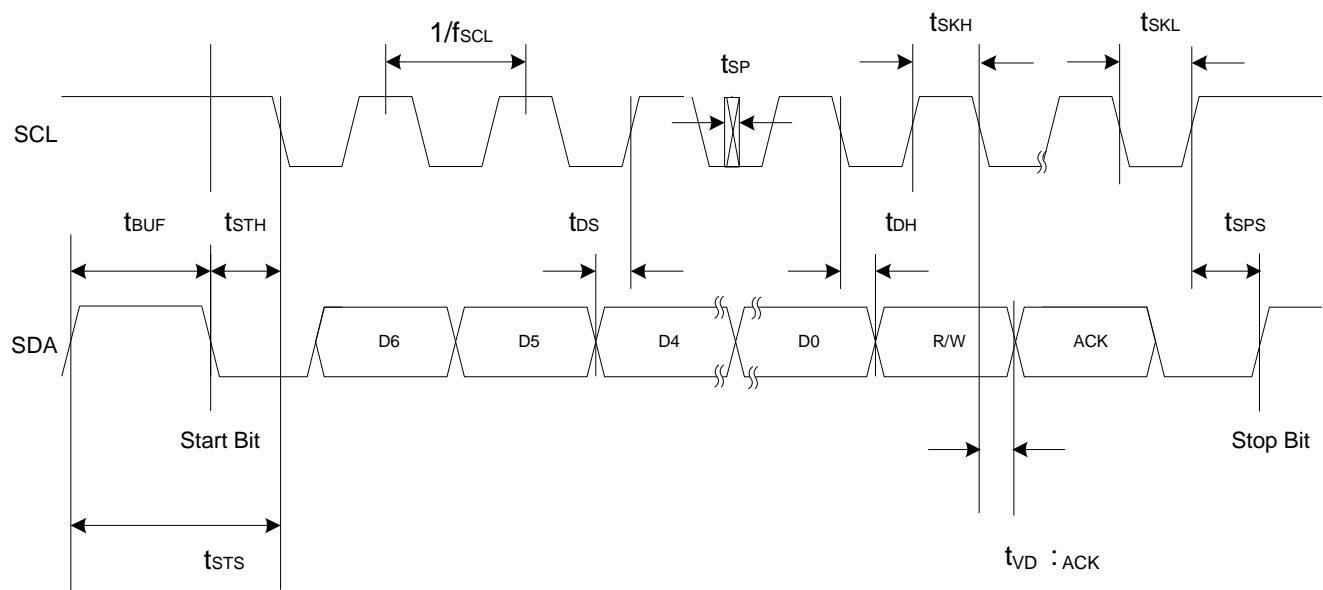 1/fSCL
tSKH
tSKL
tSP
SCL
tBUF
tSTH
tDS
tDH
tSPS
SDA
D6
D5
D4
D0
R/W
ACK
Start Bit
Stop Bit
tSTS
tVD :ACK